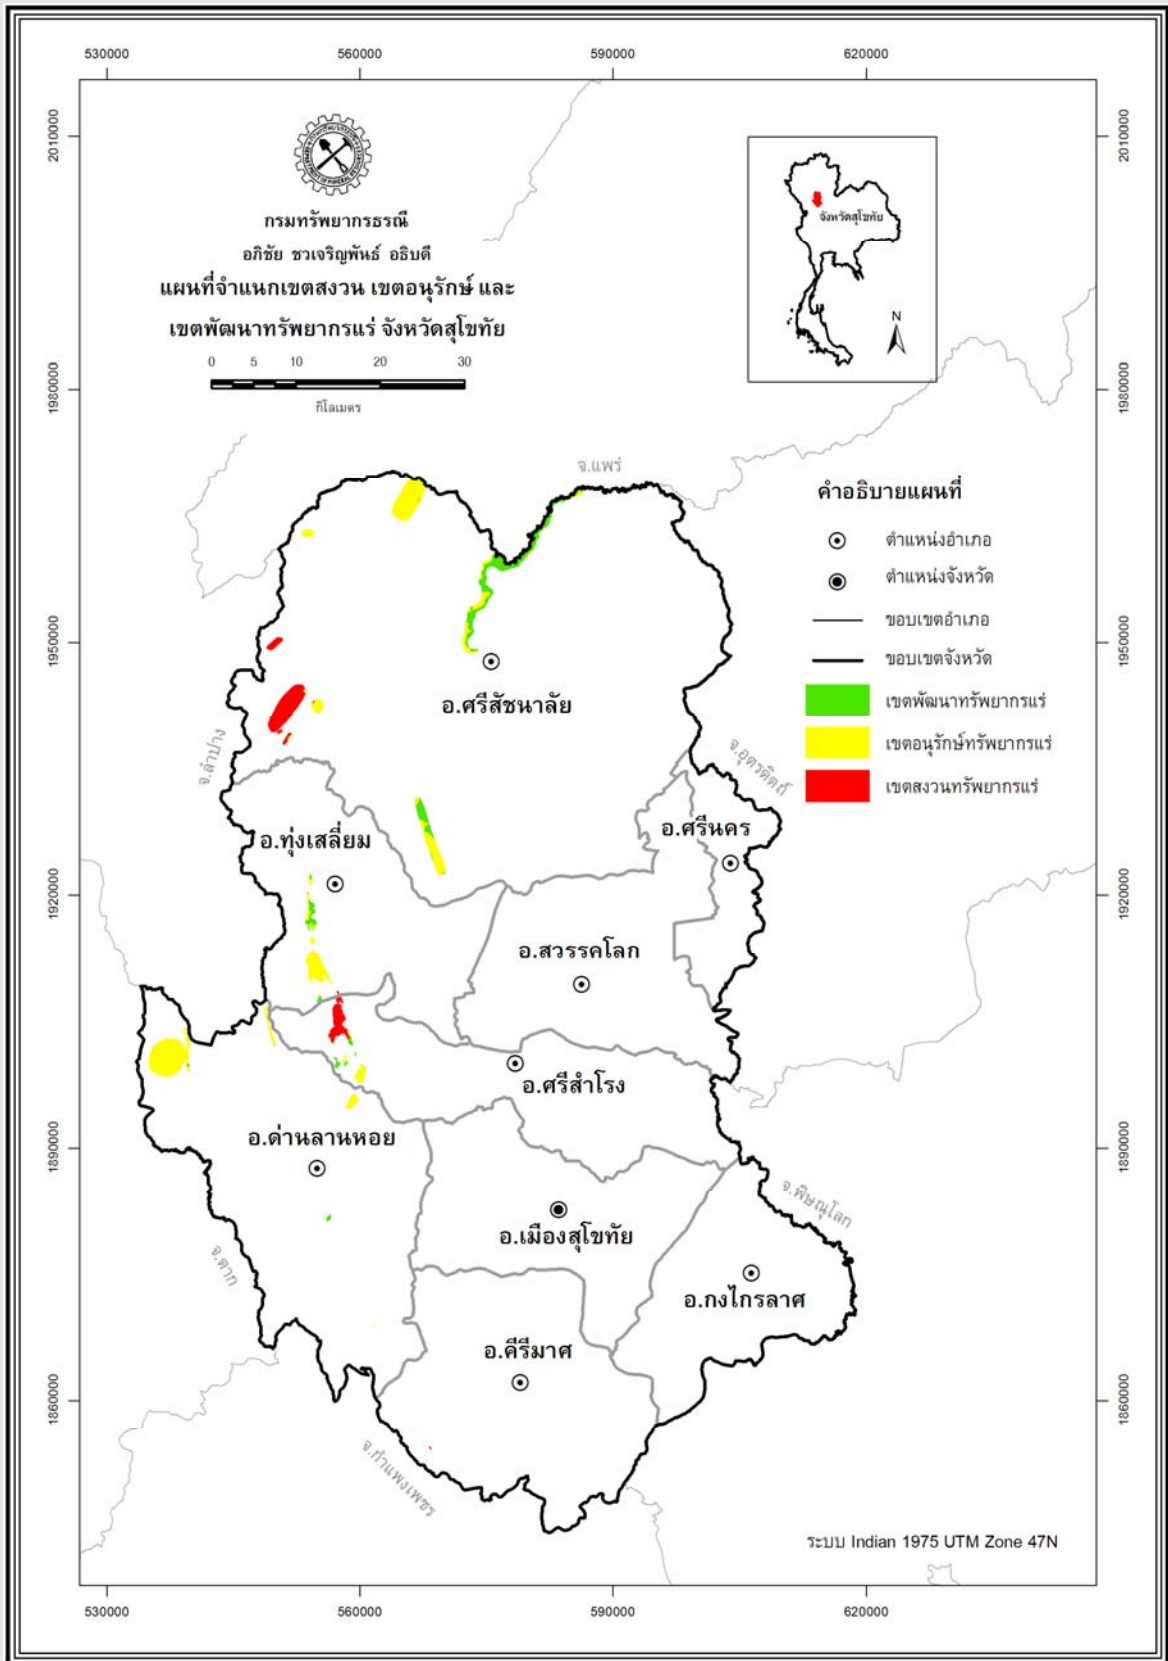 530000 560000 590000 620000
2010000 2010000
กรมทรัพยากรธรณี
อภิชัย ชวเจริญพันธ์ อธิบดี
แผนที่จำแนกเขตสงวน เขตอนุรักษ์ และ
เขตพัฒนาทรัพยากรแร่ จังหวัดสุโขทัย
0 5 10 20 30
กิโลเมตร
จังหวัดสุโขทัย
N
1980000 1980000
จ.แพร่
คำอธิบายแผนที่
ตำแหน่งอำเภอ
ตำแหน่งจังหวัด
ขอบเขตอำเภอ
ขอบเขตจังหวัด
เขตพัฒนาทรัพยากรแร่
เขตอนุรักษ์ทรัพยากรแร่
เขตสงวนทรัพยากรแร่
1950000 1950000
อ.ศรีสัชนาลัย
จ.ลำปาง
จ.อุตรดิตถ์
อ.ศรีนคร
อ.ทุ่งเสลี่ยม
1920000 1920000
อ.สวรรคโลก
อ.ศรีสำโรง
อ.ด่านลานหอย
1890000 1890000
จ.พิษณุโลก
อ.เมืองสุโขทัย
จ.ตาก
อ.กงไกรลาศ
อ.คีรีมาศ
1860000 1860000
จ.กำแพงเพชร
ระบบ Indian 1975 UTM Zone 47N
530000 560000 590000 620000